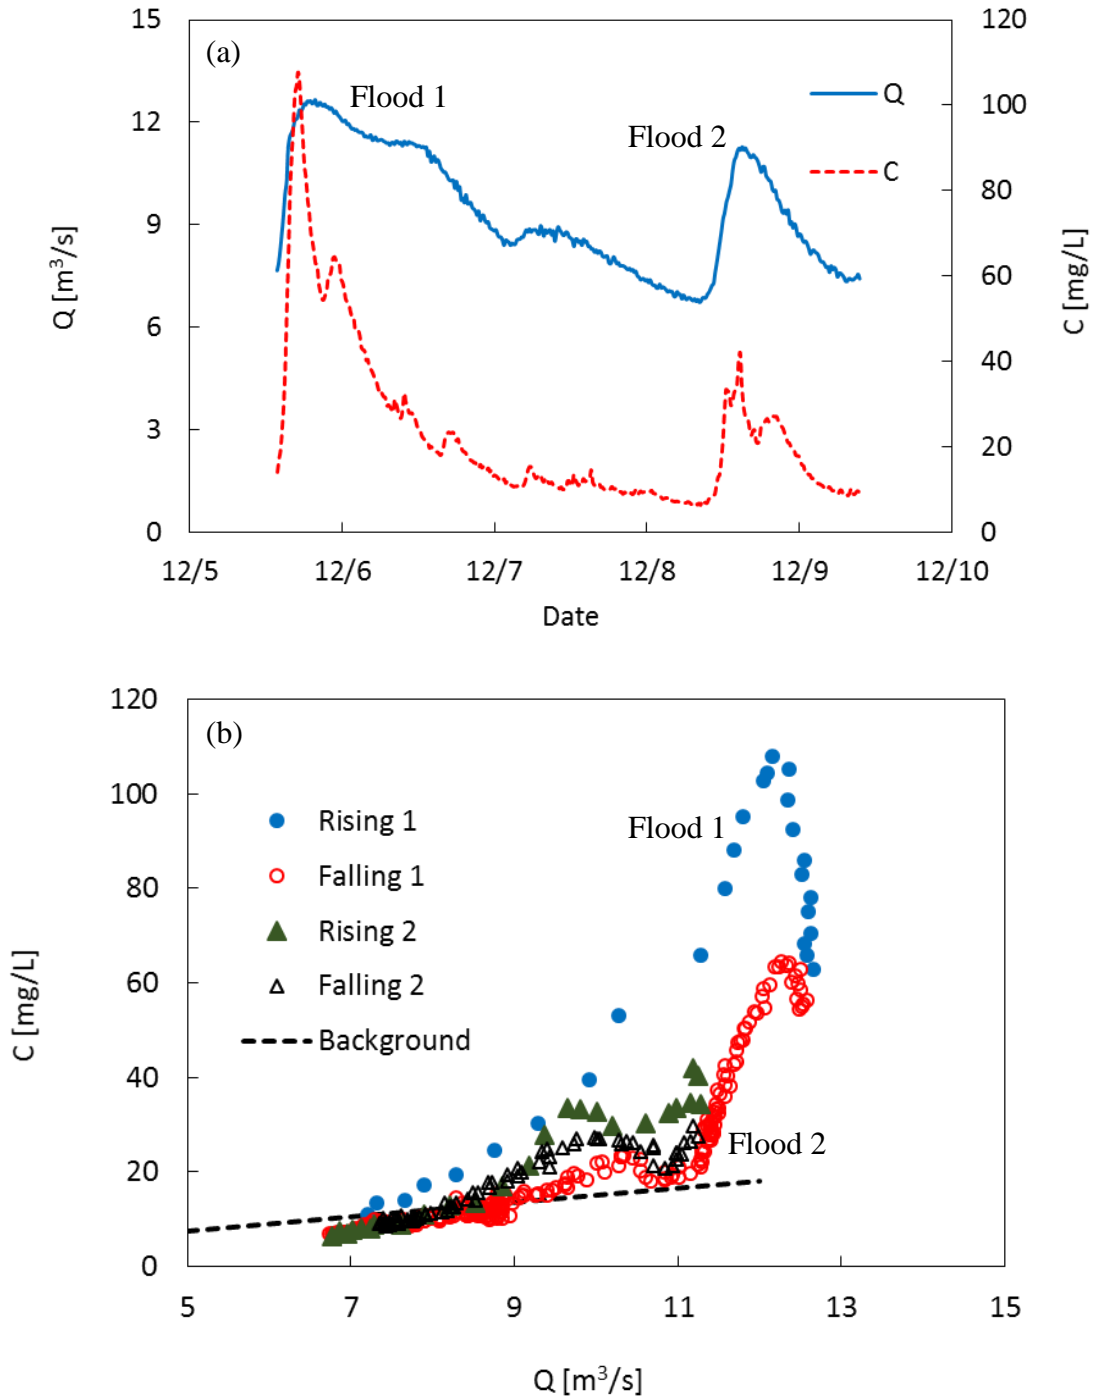 (a)
Flood 1
Flood 2
Q
C
15
12
9
6
3
0
Q [m³/s]
120
100
80
60
40
20
0
C [mg/L]
12/5 12/6 12/7 12/8 12/9 12/10
Date
(b)
Flood 1
Flood 2
Rising 1
Falling 1
Rising 2
Falling 2
Background
120
100
80
60
40
20
0
C [mg/L]
5 7 9 11 13 15
Q [m³/s]